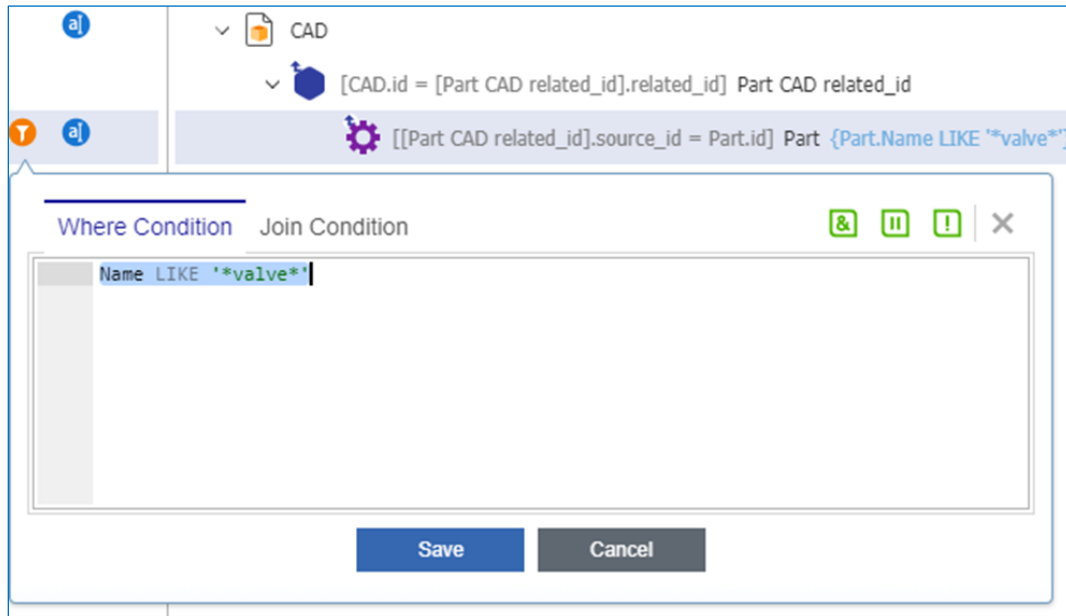 CAD
[CAD.id = [Part CAD related_id].related_id] Part CAD related_id
[[Part CAD related_id].source_id = Part.id] Part {Part.Name LIKE '*valve*'}
Where Condition Join Condition
Name LIKE '*valve*'
Save Cancel